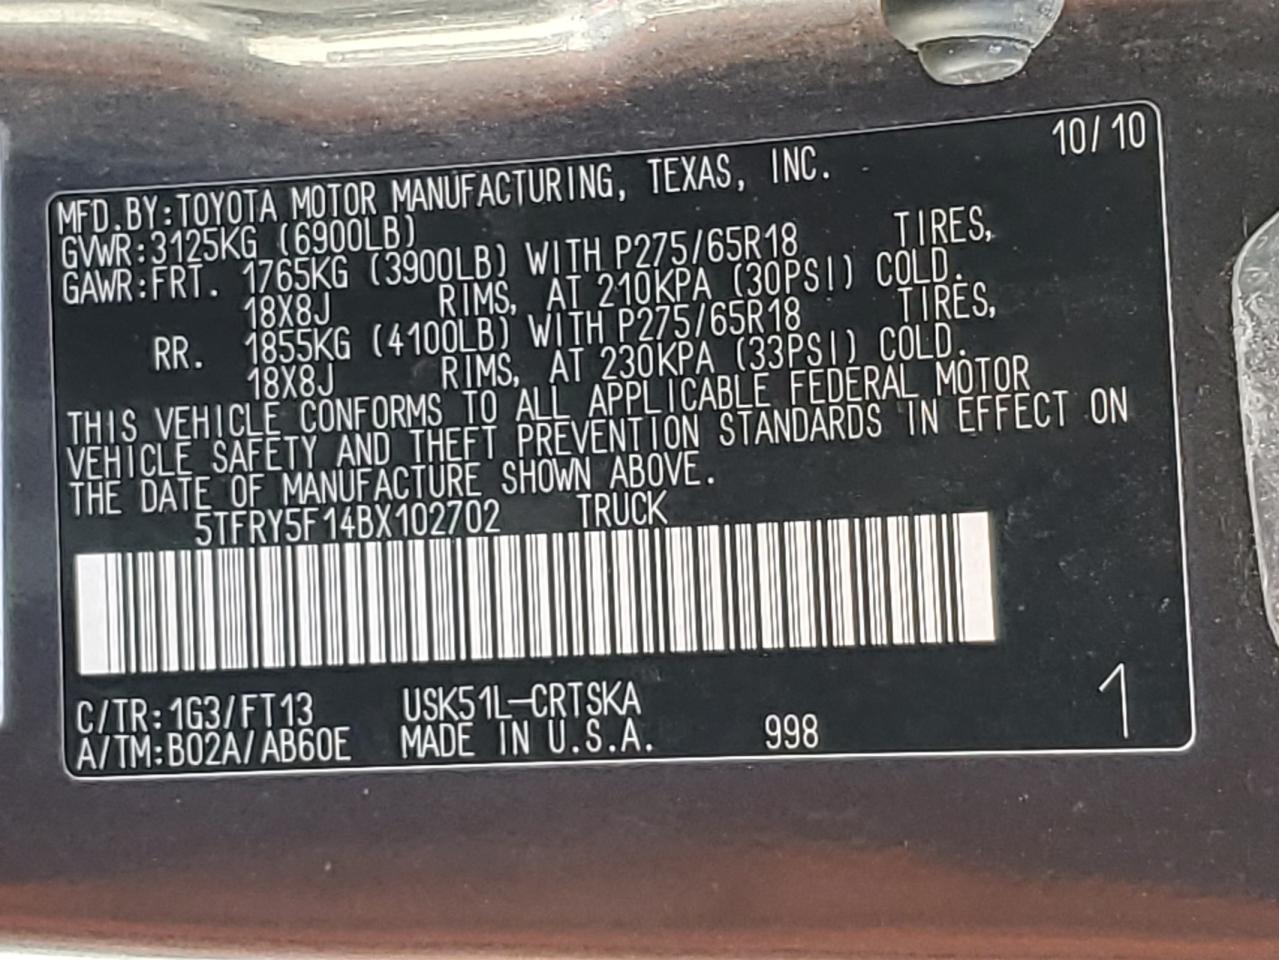 10/10
MFD.BY:TOYOTA MOTOR MANUFACTURING, TEXAS, INC.
GVWR:3125KG (6900LB)
GAWR:FRT. 1765KG (3900LB) WITH P275/65R18 TIRES,
18X8J RIMS, AT 210KPA (30PSI) COLD.
RR. 1855KG (4100LB) WITH P275/65R18 TIRES,
18X8J RIMS, AT 230KPA (33PSI) COLD.
THIS VEHICLE CONFORMS TO ALL APPLICABLE FEDERAL MOTOR
VEHICLE SAFETY AND THEFT PREVENTION STANDARDS IN EFFECT ON
THE DATE OF MANUFACTURE SHOWN ABOVE.
5TFRY5F14BX102702 TRUCK
C/TR:1G3/FT13 USK51L-CRTSKA
A/TM:B02A/AB60E MADE IN U.S.A. 998
1